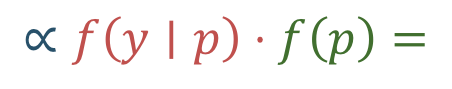 ∝ f(y | p) · f(p) =